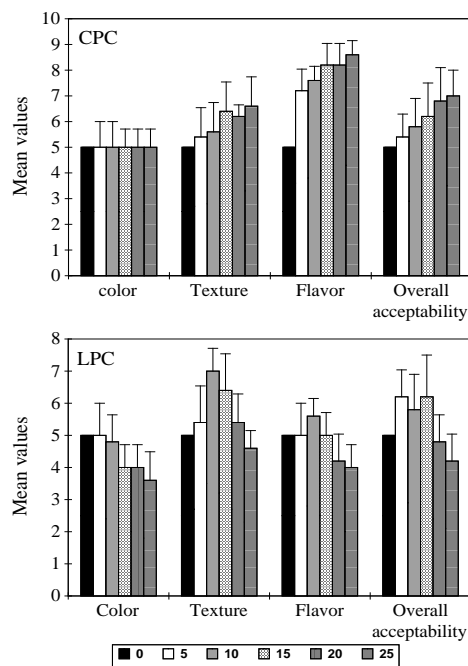 CPC
Mean values
10
9
8
7
6
5
4
3
2
1
0
color Texture Flavor Overall
acceptability
LPC
Mean values
8
7
6
5
4
3
2
1
0
Color Texture Flavor Overall
acceptability
0 5 10 15 20 25